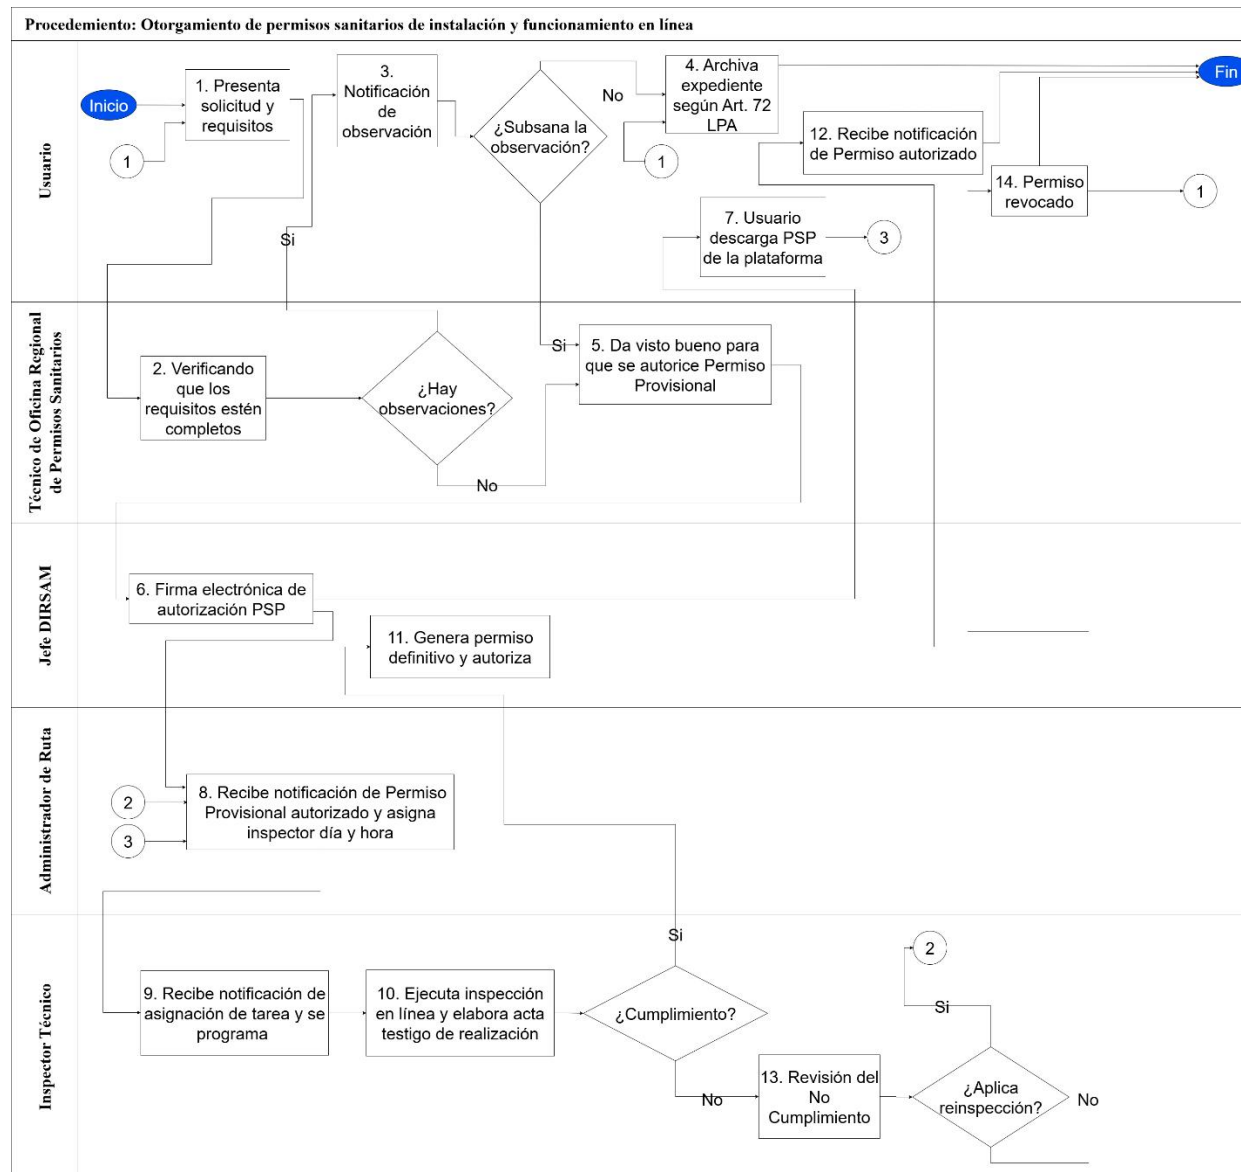 Procedemiento: Otorgamiento de permisos sanitarios de instalación y funcionamiento en línea
Usuario
Inicio
1
1. Presenta
solicitud y
requisitos
3.
Notificación
de
observación
Si
¿Subsana la
observación?
No
4. Archiva
expediente
según Art. 72
LPA
1
Fin
12. Recibe notificación
de Permiso autorizado
14. Permiso
revocado
1
7. Usuario
descarga PSP
de la plataforma
3
Técnico de Oficina Regional
de Permisos Sanitarios
2. Verificando
que los
requisitos estén
completos
¿Hay
observaciones?
No
Si
5. Da visto bueno para
que se autorice Permiso
Provisional
Jefe DIRSAM
6. Firma electrónica de
autorización PSP
11. Genera permiso
definitivo y autoriza
Administrador de Ruta
2
3
8. Recibe notificación de Permiso
Provisional autorizado y asigna
inspector día y hora
Inspector Técnico
9. Recibe notificación de
asignación de tarea y se
programa
10. Ejecuta inspección
en línea y elabora acta
testigo de realización
Si
¿Cumplimiento?
No
13. Revisión del
No
Cumplimiento
2
Si
¿Aplica
reinspección?
No